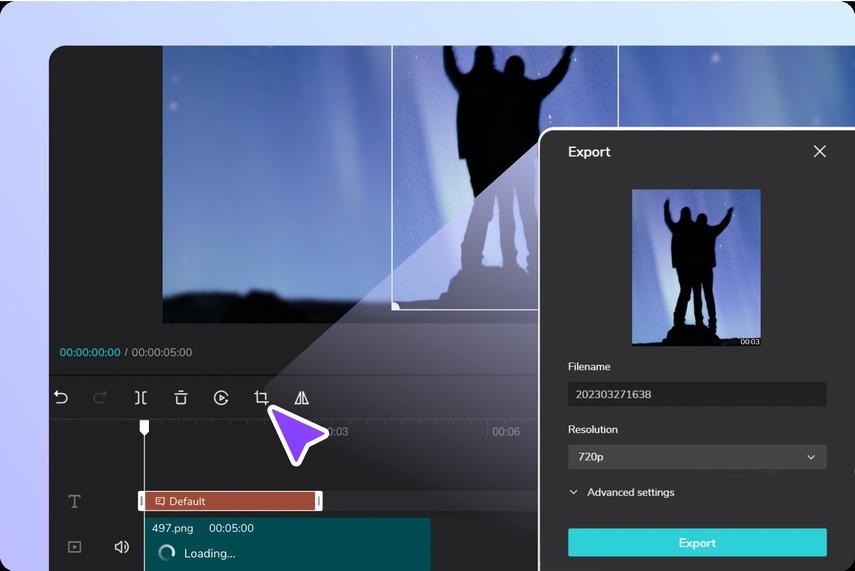 Export
00:03
Filename
202303271638
Resolution
720p
Advanced settings
Export
00:00:00:00 / 00:00:05:00
0:03
00:06
T
Default
497.png 00:05:00
Loading...